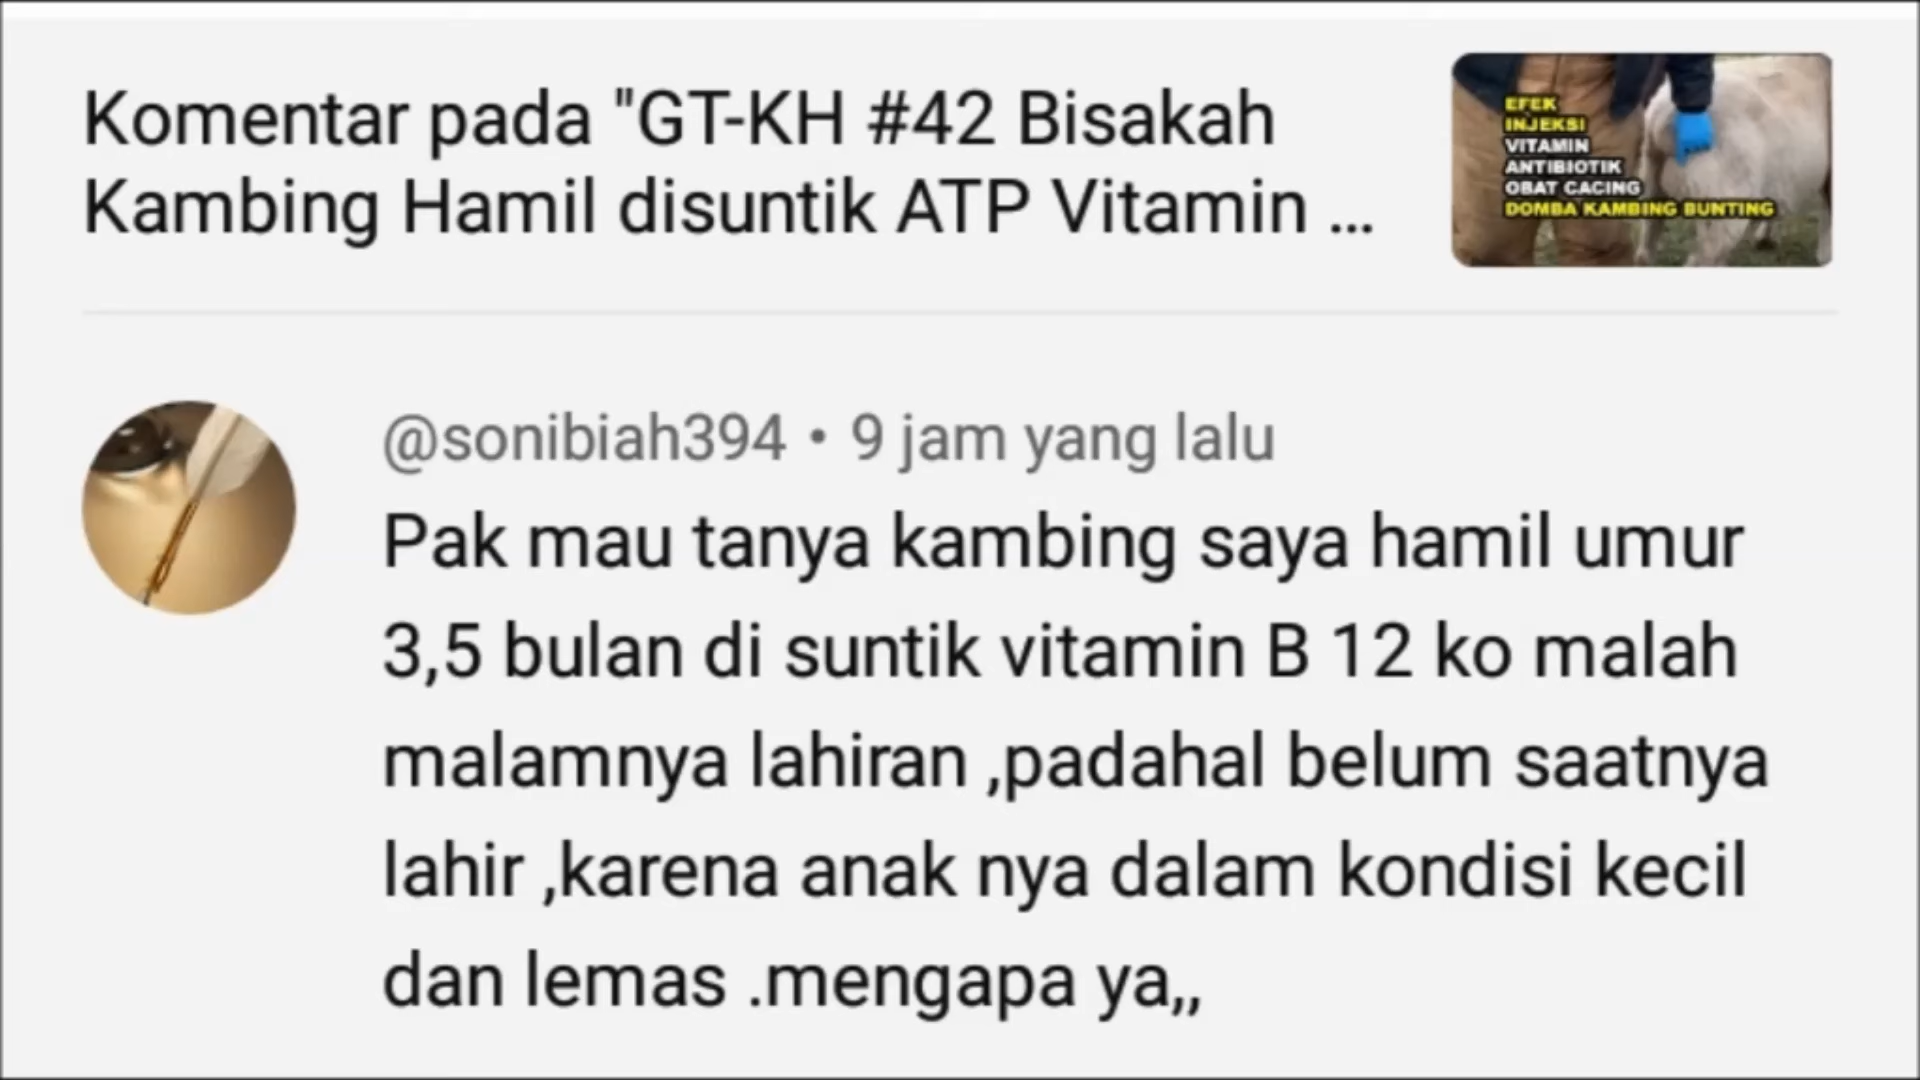 Komentar pada "GT-KH #42 Bisakah
Kambing Hamil disuntik ATP Vitamin ...
EFEK
INJEKSI
VITAMIN
ANTIBIOTIK
OBAT CACING
DOMBA KAMBING BUNTING
@sonibiah394 • 9 jam yang lalu
Pak mau tanya kambing saya hamil umur
3,5 bulan di suntik vitamin B 12 ko malah
malamnya lahiran ,padahal belum saatnya
lahir ,karena anak nya dalam kondisi kecil
dan lemas .mengapa ya,,